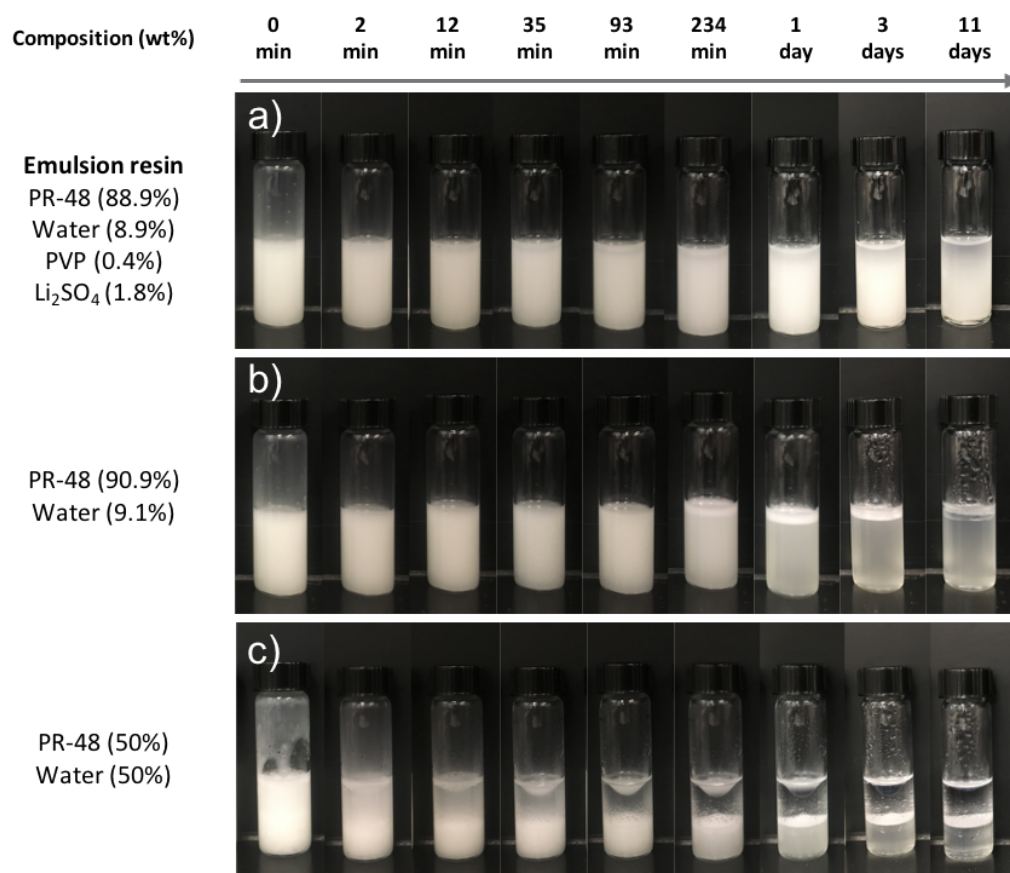 Composition (wt%)
0 min
2 min
12 min
35 min
93 min
234 min
1 day
3 days
11 days
a)
Emulsion resin
PR-48 (88.9%)
Water (8.9%)
PVP (0.4%)
Li₂SO₄ (1.8%)
b)
PR-48 (90.9%)
Water (9.1%)
c)
PR-48 (50%)
Water (50%)